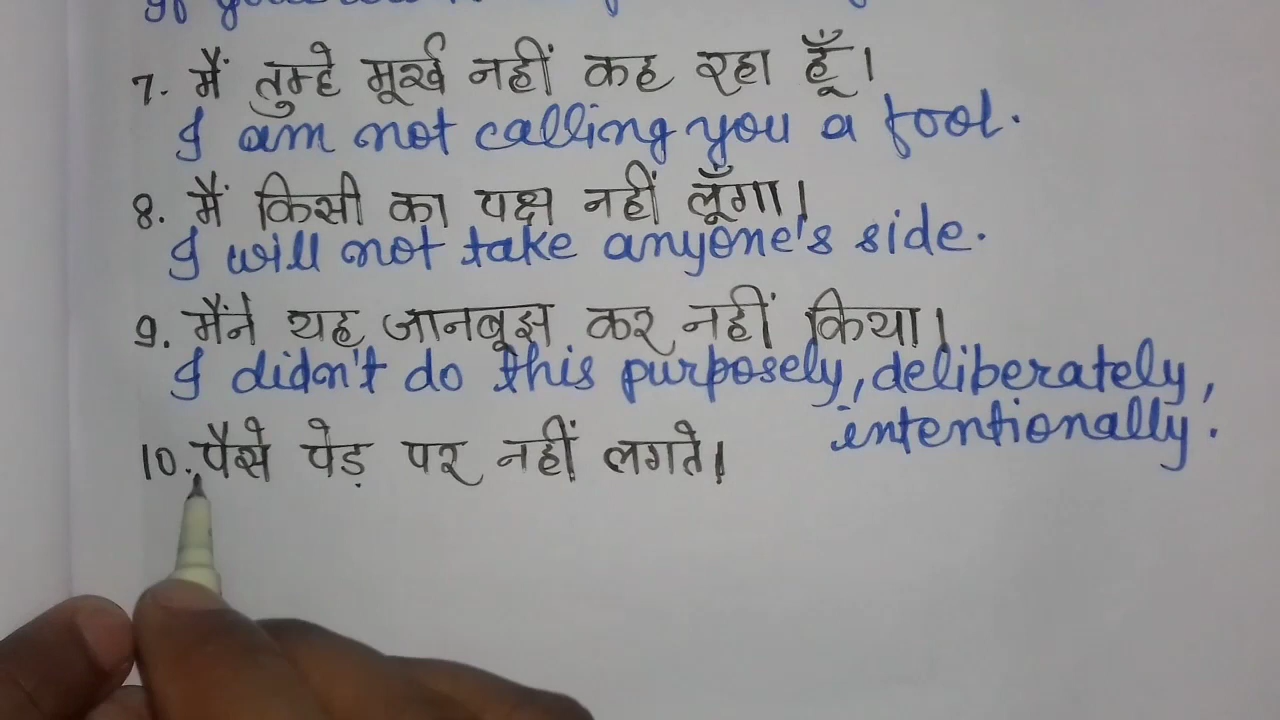 7. मैं तुम्हे मूर्ख नहीं कह रहा हूँ।
I am not calling you a fool.
8. मैं किसी का पक्ष नहीं लूँगा।
I will not take anyone's side.
9. मैंने यह जानबूझ कर नहीं किया।
I didn't do this purposely, deliberately,
intentionally.
10. पैसे पेड़ पर नहीं लगते।